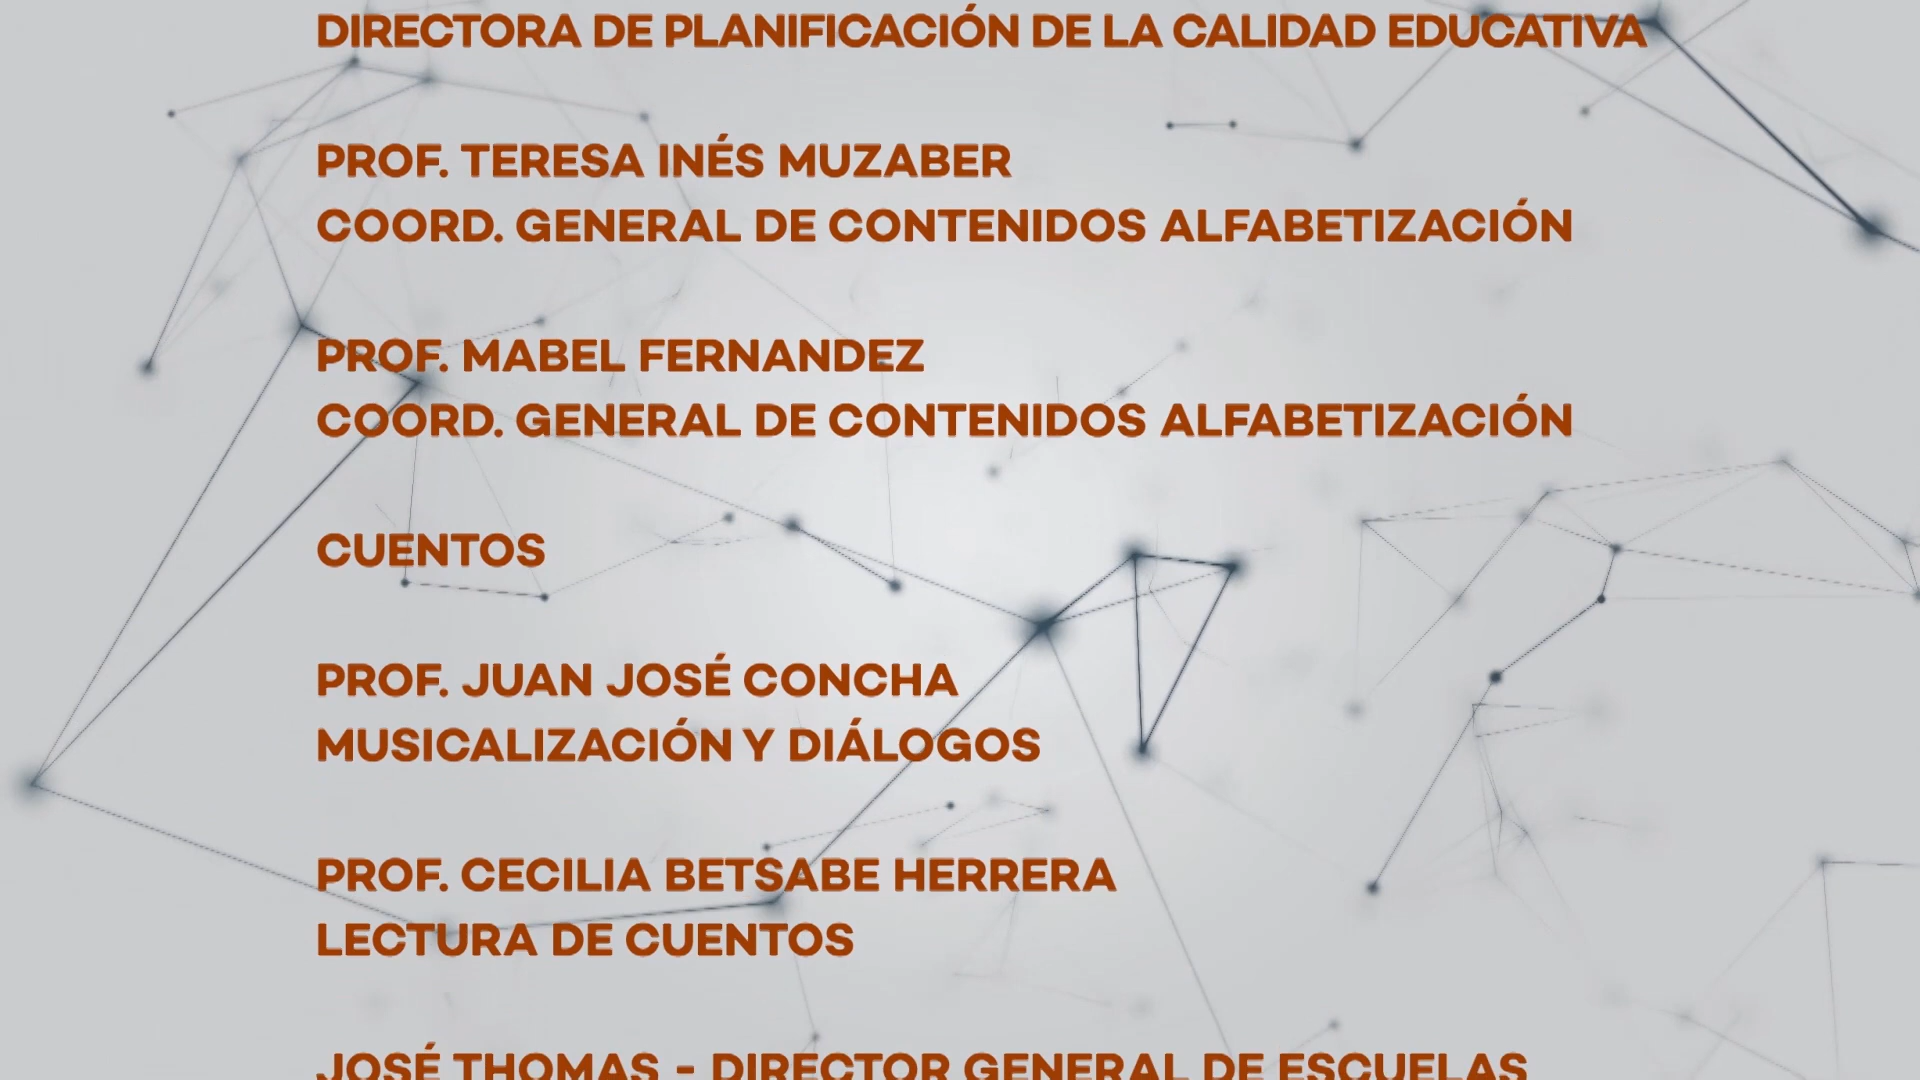 DIRECTORA DE PLANIFICACIÓN DE LA CALIDAD EDUCATIVA
PROF. TERESA INÉS MUZABER
COORD. GENERAL DE CONTENIDOS ALFABETIZACIÓN
PROF. MABEL FERNANDEZ
COORD. GENERAL DE CONTENIDOS ALFABETIZACIÓN
CUENTOS
PROF. JUAN JOSÉ CONCHA
MUSICALIZACIÓN Y DIÁLOGOS
PROF. CECILIA BETSABE HERRERA
LECTURA DE CUENTOS
JOSÉ THOMAS - DIRECTOR GENERAL DE ESCUELAS